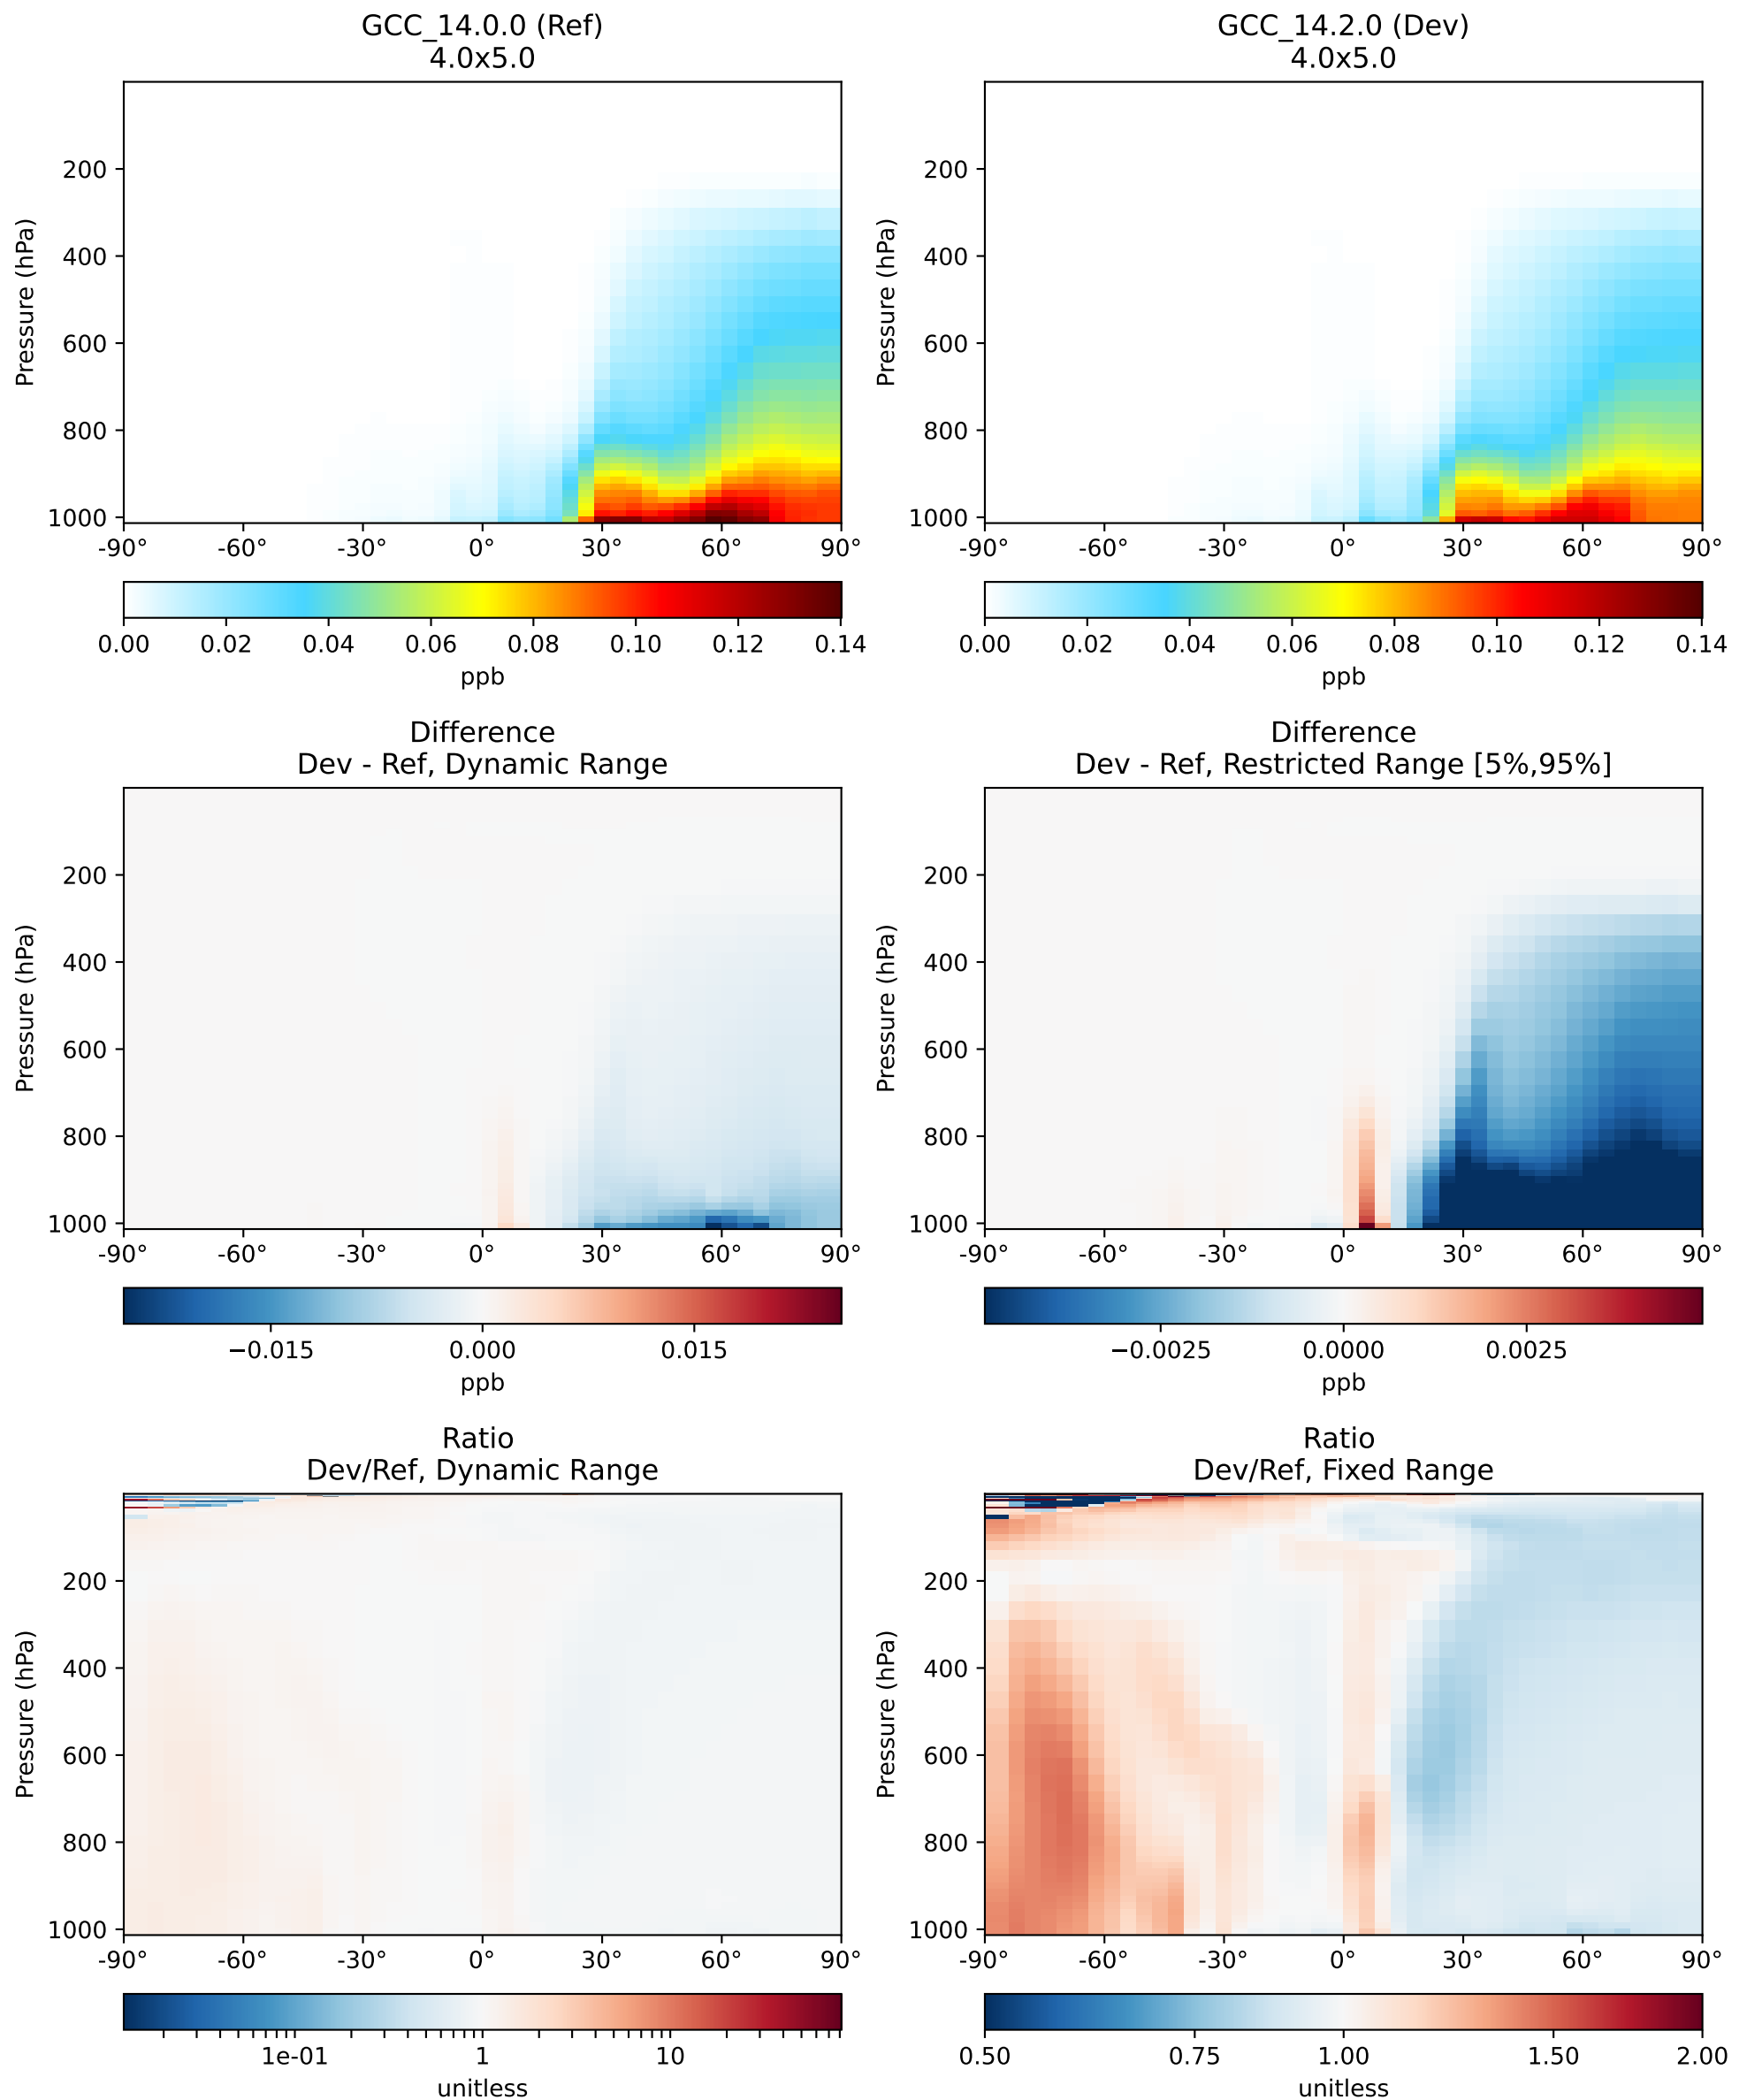 GCC_14.0.0 (Ref)
4.0x5.0
Pressure (hPa)
200
400
600
800
1000
-90° -60° -30° 0° 30° 60° 90°
0.00 0.02 0.04 0.06 0.08 0.10 0.12 0.14
ppb
GCC_14.2.0 (Dev)
4.0x5.0
Pressure (hPa)
200
400
600
800
1000
-90° -60° -30° 0° 30° 60° 90°
0.00 0.02 0.04 0.06 0.08 0.10 0.12 0.14
ppb
Difference
Dev - Ref, Dynamic Range
Pressure (hPa)
200
400
600
800
1000
-90° -60° -30° 0° 30° 60° 90°
−0.015 0.000 0.015
ppb
Difference
Dev - Ref, Restricted Range [5%,95%]
Pressure (hPa)
200
400
600
800
1000
-90° -60° -30° 0° 30° 60° 90°
−0.0025 0.0000 0.0025
ppb
Ratio
Dev/Ref, Dynamic Range
Pressure (hPa)
200
400
600
800
1000
-90° -60° -30° 0° 30° 60° 90°
1e-01 1 10
unitless
Ratio
Dev/Ref, Fixed Range
Pressure (hPa)
200
400
600
800
1000
-90° -60° -30° 0° 30° 60° 90°
0.50 0.75 1.00 1.50 2.00
unitless